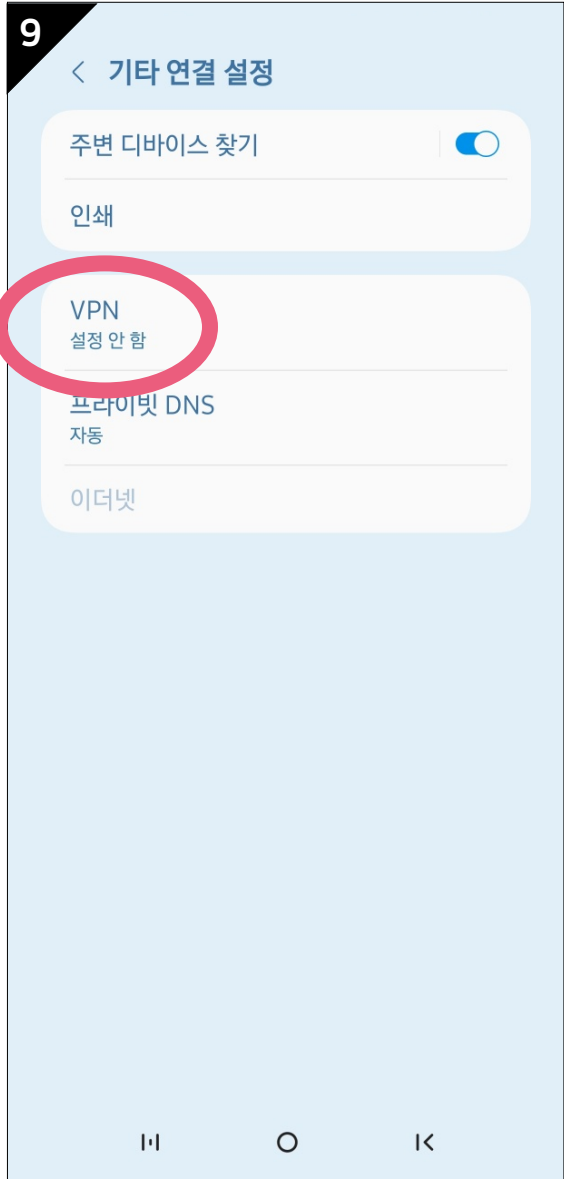 9
기타 연결 설정
주변 디바이스 찾기
인쇄
VPN
설정 안 함
프라이빗 DNS
자동
이더넷